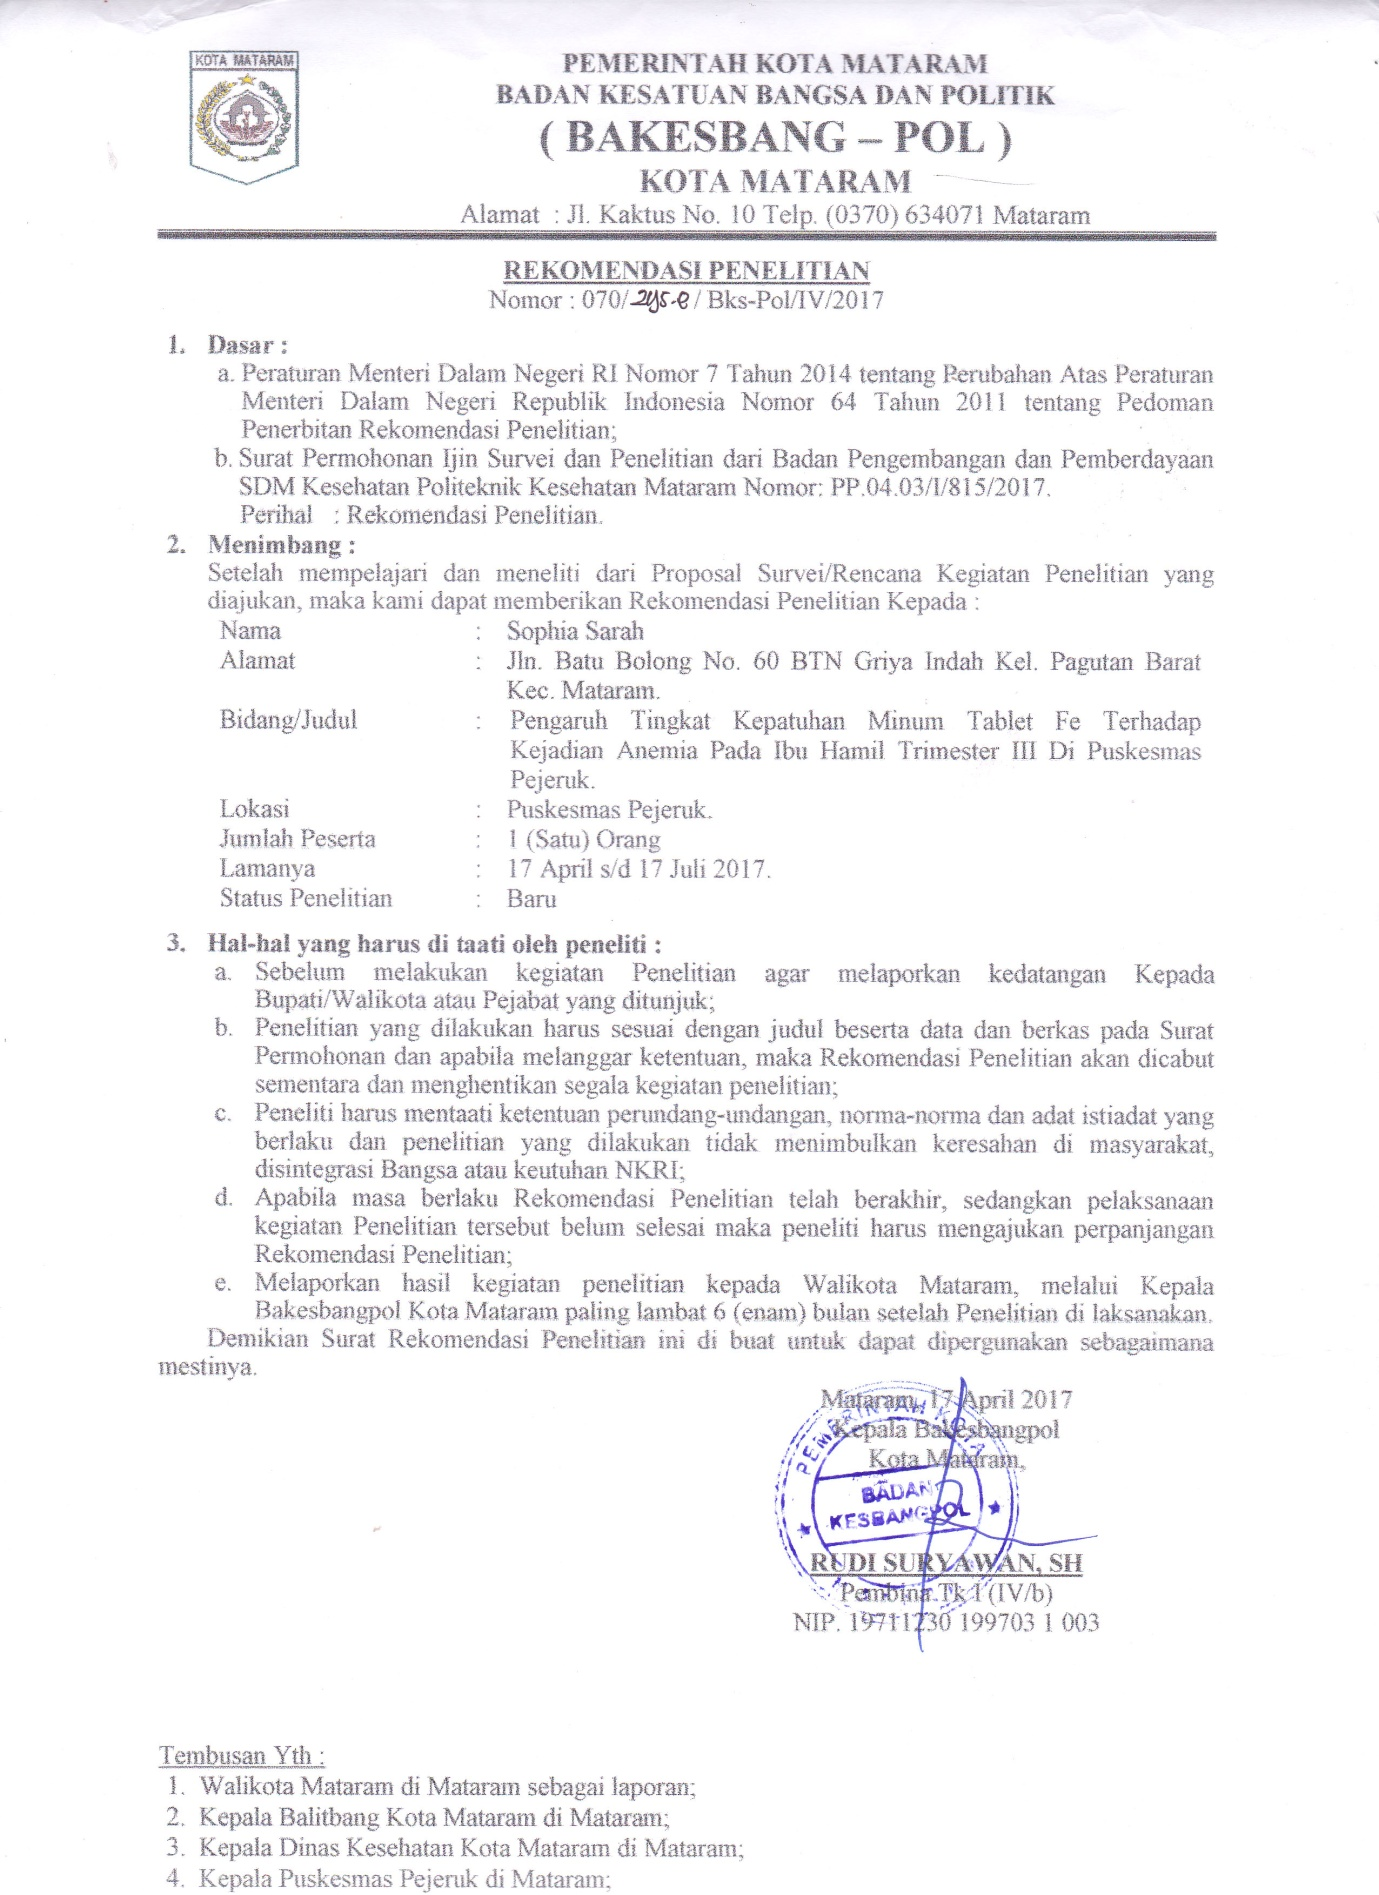 KOTA MATARAM
PEMERINTAH KOTA MATARAM
BADAN KESATUAN BANGSA DAN POLITIK
( BAKESBANG – POL )
KOTA MATARAM
Alamat : Jl. Kaktus No. 10 Telp. (0370) 634071 Mataram
REKOMENDASI PENELITIAN
Nomor : 070/ / Bks-Pol/IV/2017
1. Dasar :
a. Peraturan Menteri Dalam Negeri RI Nomor 7 Tahun 2014 tentang Perubahan Atas Peraturan
Menteri Dalam Negeri Republik Indonesia Nomor 64 Tahun 2011 tentang Pedoman
Penerbitan Rekomendasi Penelitian;
b. Surat Permohonan Ijin Survei dan Penelitian dari Badan Pengembangan dan Pemberdayaan
SDM Kesehatan Politeknik Kesehatan Mataram Nomor: PP.04.03/I/815/2017.
Perihal : Rekomendasi Penelitian.
2. Menimbang :
Setelah mempelajari dan meneliti dari Proposal Survei/Rencana Kegiatan Penelitian yang
diajukan, maka kami dapat memberikan Rekomendasi Penelitian Kepada :
Nama : Sophia Sarah
Alamat : Jln. Batu Bolong No. 60 BTN Griya Indah Kel. Pagutan Barat
Kec. Mataram.
Bidang/Judul : Pengaruh Tingkat Kepatuhan Minum Tablet Fe Terhadap
Kejadian Anemia Pada Ibu Hamil Trimester III Di Puskesmas
Pejeruk.
Lokasi : Puskesmas Pejeruk.
Jumlah Peserta : 1 (Satu) Orang
Lamanya : 17 April s/d 17 Juli 2017.
Status Penelitian : Baru
3. Hal-hal yang harus di taati oleh peneliti :
a. Sebelum melakukan kegiatan Penelitian agar melaporkan kedatangan Kepada
Bupati/Walikota atau Pejabat yang ditunjuk;
b. Penelitian yang dilakukan harus sesuai dengan judul beserta data dan berkas pada Surat
Permohonan dan apabila melanggar ketentuan, maka Rekomendasi Penelitian akan dicabut
sementara dan menghentikan segala kegiatan penelitian;
c. Peneliti harus mentaati ketentuan perundang-undangan, norma-norma dan adat istiadat yang
berlaku dan penelitian yang dilakukan tidak menimbulkan keresahan di masyarakat,
disintegrasi Bangsa atau keutuhan NKRI;
d. Apabila masa berlaku Rekomendasi Penelitian telah berakhir, sedangkan pelaksanaan
kegiatan Penelitian tersebut belum selesai maka peneliti harus mengajukan perpanjangan
Rekomendasi Penelitian;
e. Melaporkan hasil kegiatan penelitian kepada Walikota Mataram, melalui Kepala
Bakesbangpol Kota Mataram paling lambat 6 (enam) bulan setelah Penelitian di laksanakan.
Demikian Surat Rekomendasi Penelitian ini di buat untuk dapat dipergunakan sebagaimana
mestinya.
Mataram, 17 April 2017
Kepala Bakesbangpol
Kota Mataram,
PEMERINTAH KOTA
BADAN
KESBANGPOL
RUDI SURYAWAN, SH
Pembina Tk I (IV/b)
NIP. 19711230 199703 1 003
Tembusan Yth :
1. Walikota Mataram di Mataram sebagai laporan;
2. Kepala Balitbang Kota Mataram di Mataram;
3. Kepala Dinas Kesehatan Kota Mataram di Mataram;
4. Kepala Puskesmas Pejeruk di Mataram;